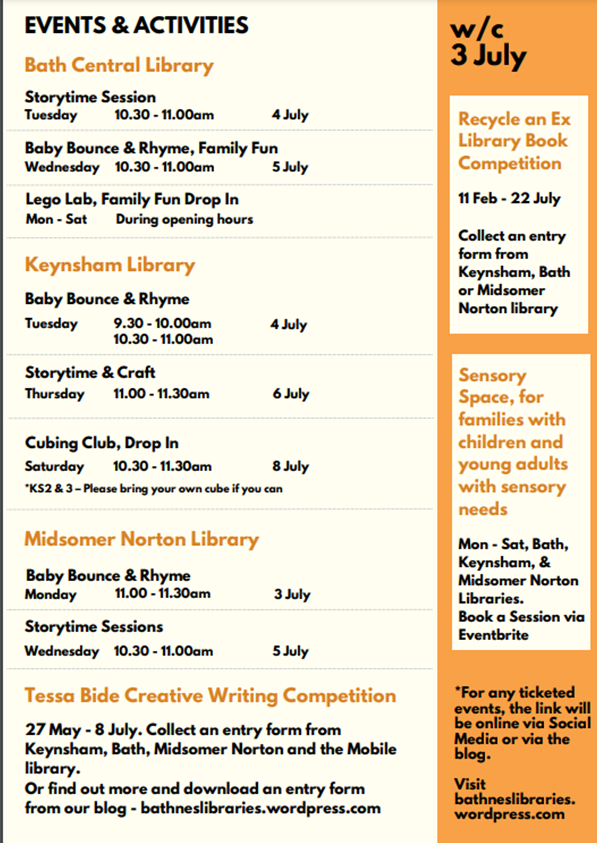 EVENTS & ACTIVITIES
Bath Central Library
Storytime Session
Tuesday 10.30 - 11.00am 4 July
Baby Bounce & Rhyme, Family Fun
Wednesday 10.30 - 11.00am 5 July
Lego Lab, Family Fun Drop In
Mon - Sat During opening hours
Keynsham Library
Baby Bounce & Rhyme
Tuesday 9.30 - 10.00am 4 July
10.30 - 11.00am
Storytime & Craft
Thursday 11.00 - 11.30am 6 July
Cubing Club, Drop In
Saturday 10.30 - 11.30am 8 July
*KS2 & 3 – Please bring your own cube if you can
Midsomer Norton Library
Baby Bounce & Rhyme
Monday 11.00 - 11.30am 3 July
Storytime Sessions
Wednesday 10.30 - 11.00am 5 July
Tessa Bide Creative Writing Competition
27 May - 8 July. Collect an entry form from
Keynsham, Bath, Midsomer Norton and the Mobile
library.
Or find out more and download an entry form
from our blog - bathneslibraries.wordpress.com
w/c
3 July
Recycle an Ex
Library Book
Competition
11 Feb - 22 July
Collect an entry
form from
Keynsham, Bath
or Midsomer
Norton library
Sensory
Space, for
families with
children and
young adults
with sensory
needs
Mon - Sat, Bath,
Keynsham, &
Midsomer Norton
Libraries.
Book a Session via
Eventbrite
*For any ticketed
events, the link will
be online via Social
Media or via the
blog.
Visit
bathneslibraries.
wordpress.com